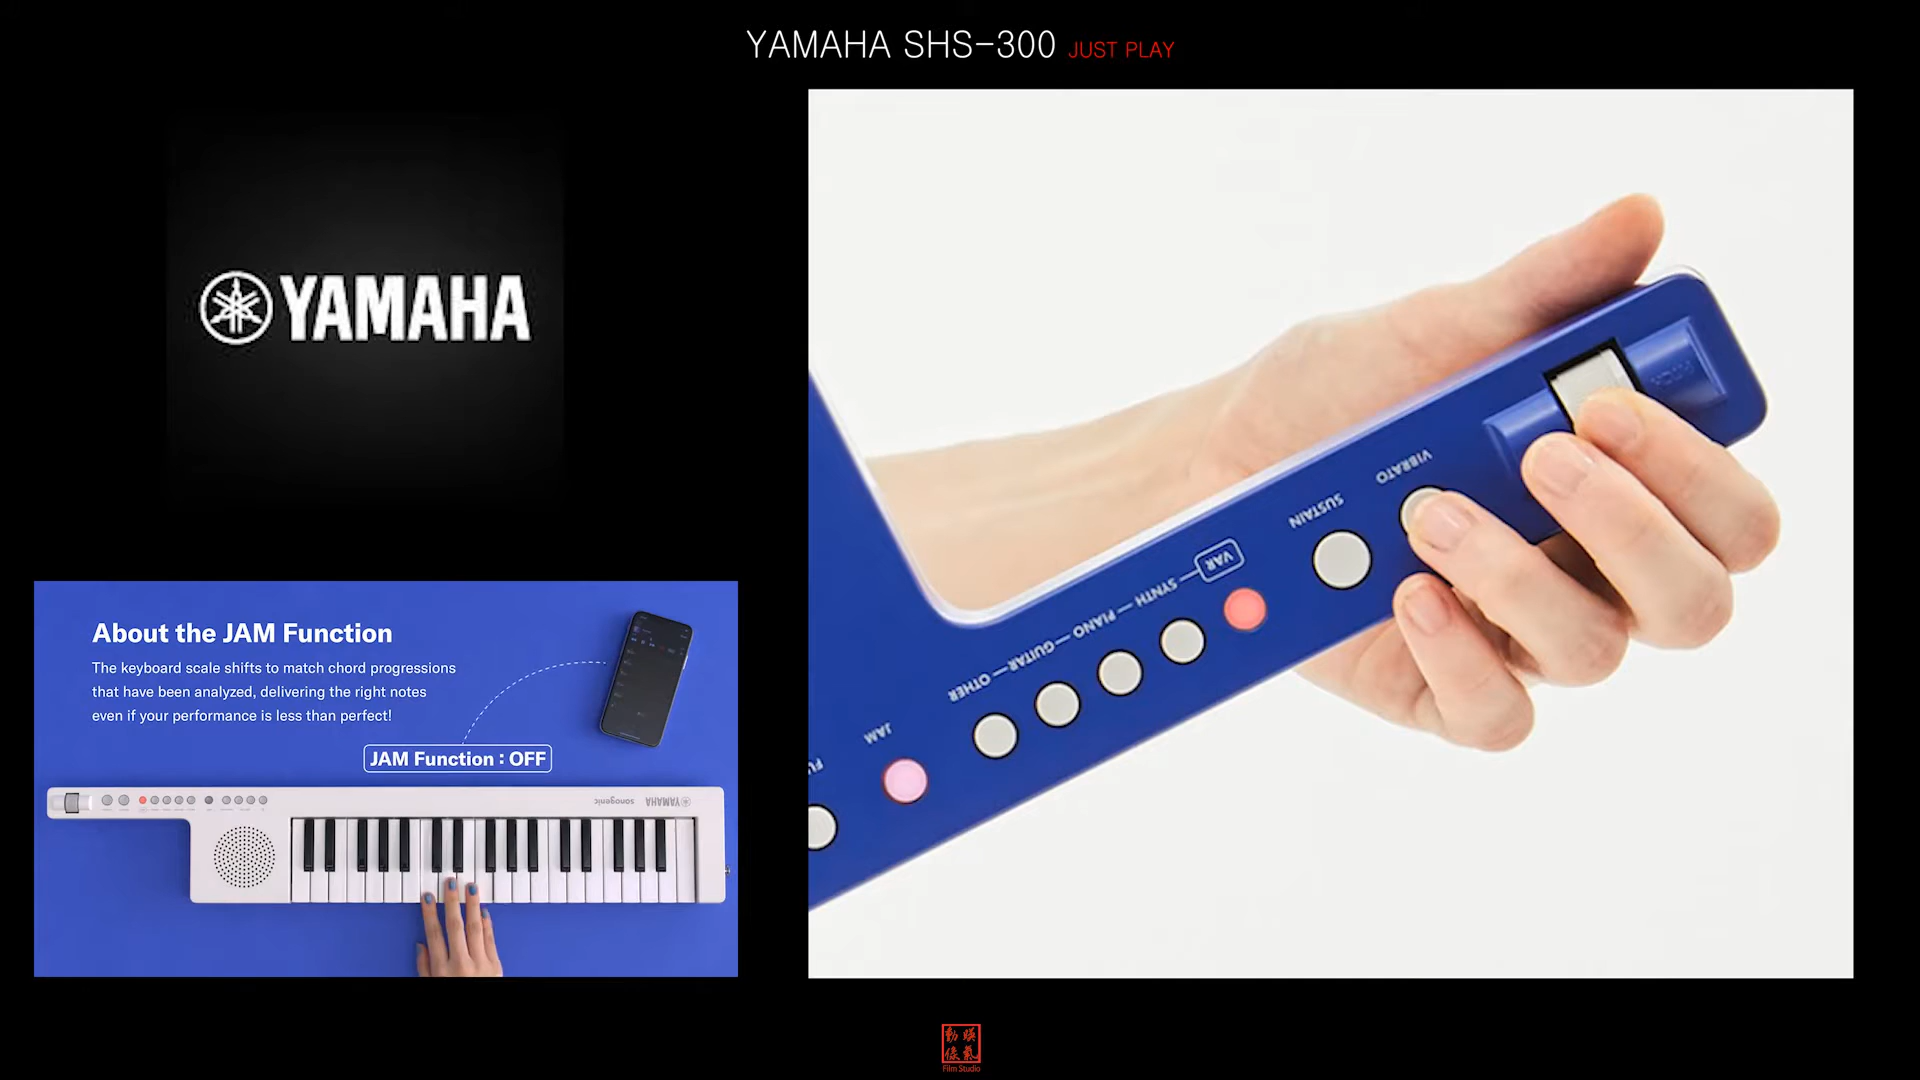 YAMAHA SHS-300 JUST PLAY
YAMAHA
About the JAM Function
The keyboard scale shifts to match chord progressions
that have been analyzed, delivering the right notes
even if your performance is less than perfect!
JAM Function : OFF
sonogenic YAMAHA
VIBRATO
SUSTAIN
VAR
SYNTH
PIANO
GUITAR
OTHER
JAM
Film Studio